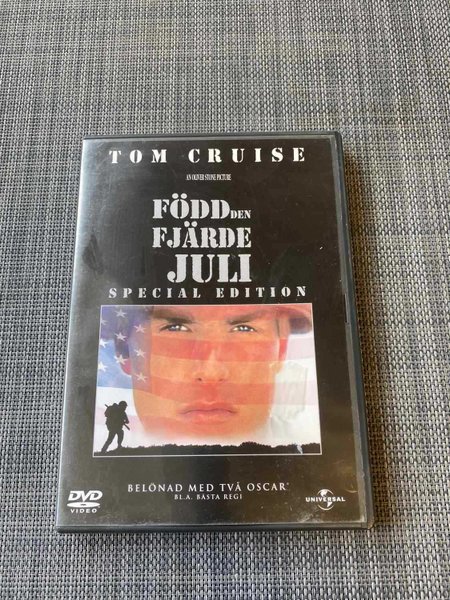 TOM CRUISE
AN OLIVER STONE PICTURE
FÖDD DEN
FJÄRDE
JULI
SPECIAL EDITION
BELÖNAD MED TVÅ OSCAR®
BL.A. BÄSTA REGI
DVD
VIDEO
UNIVERSAL